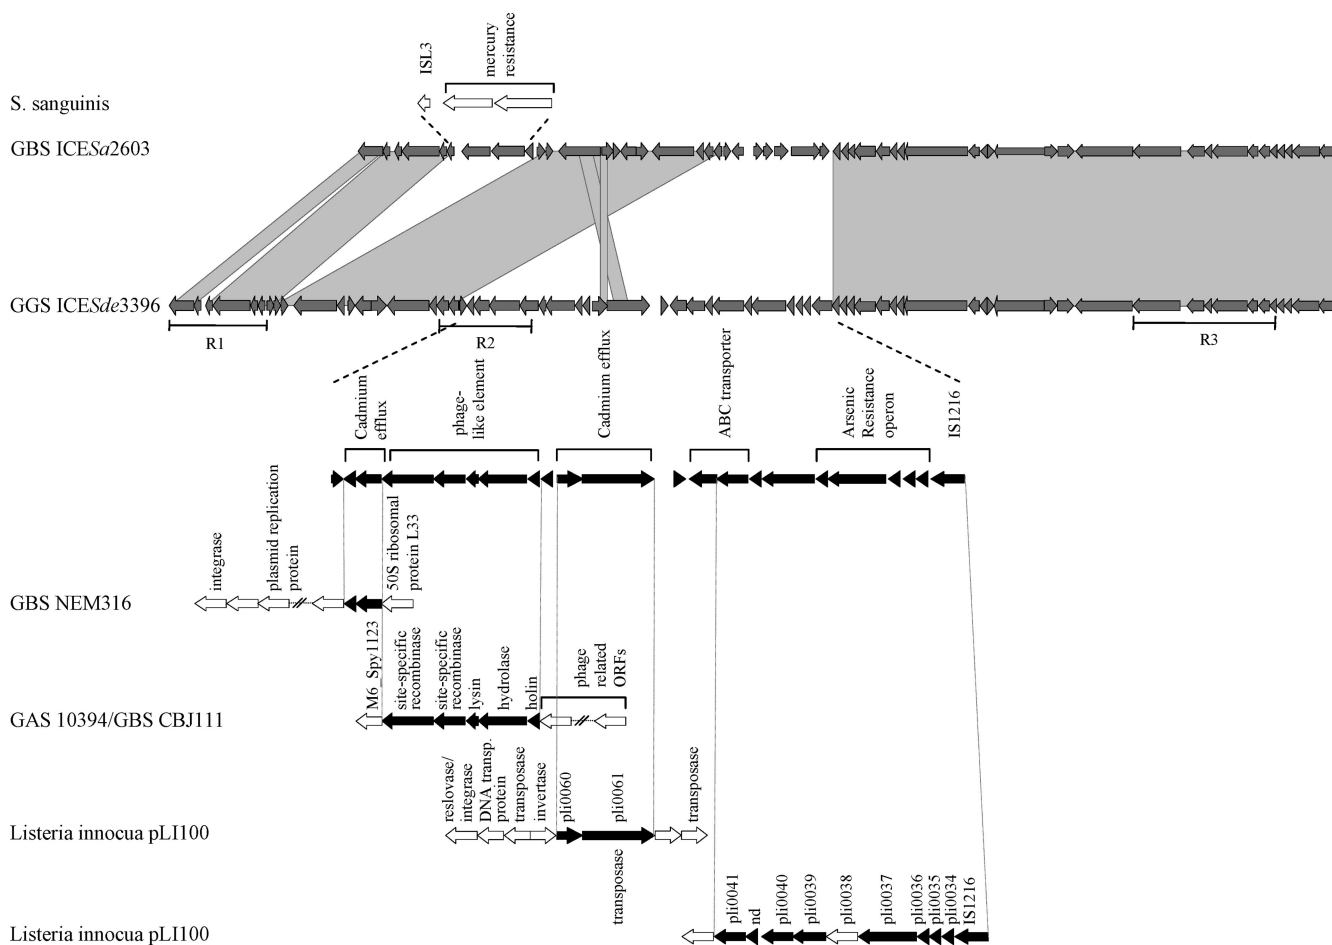 ISL3
mercury
resistance
S. sanguinis
GBS ICESa2603
GGS ICESde3396
R1
R2
R3
Cadmium
efflux
phage-
like element
Cadmium efflux
ABC transporter
Arsenic
Resistance
operon
IS1216
integrase
plasmid replication
protein
50S ribosomal
protein L33
GBS NEM316
M6_Spy1123
site-specific
recombinase
site-specific
recombinase
lysin
hydrolase
holin
phage
related
ORFs
GAS 10394/GBS CBJ111
reslovase/
integrase
DNA transp.
protein
transposase
invertase
pli0060
pli0061
transposase
Listeria innocua pLI100
transposase
pli0041
nd
pli0040
pli0039
pli0038
pli0037
pli0036
pli0035
pli0034
IS1216
Listeria innocua pLI100